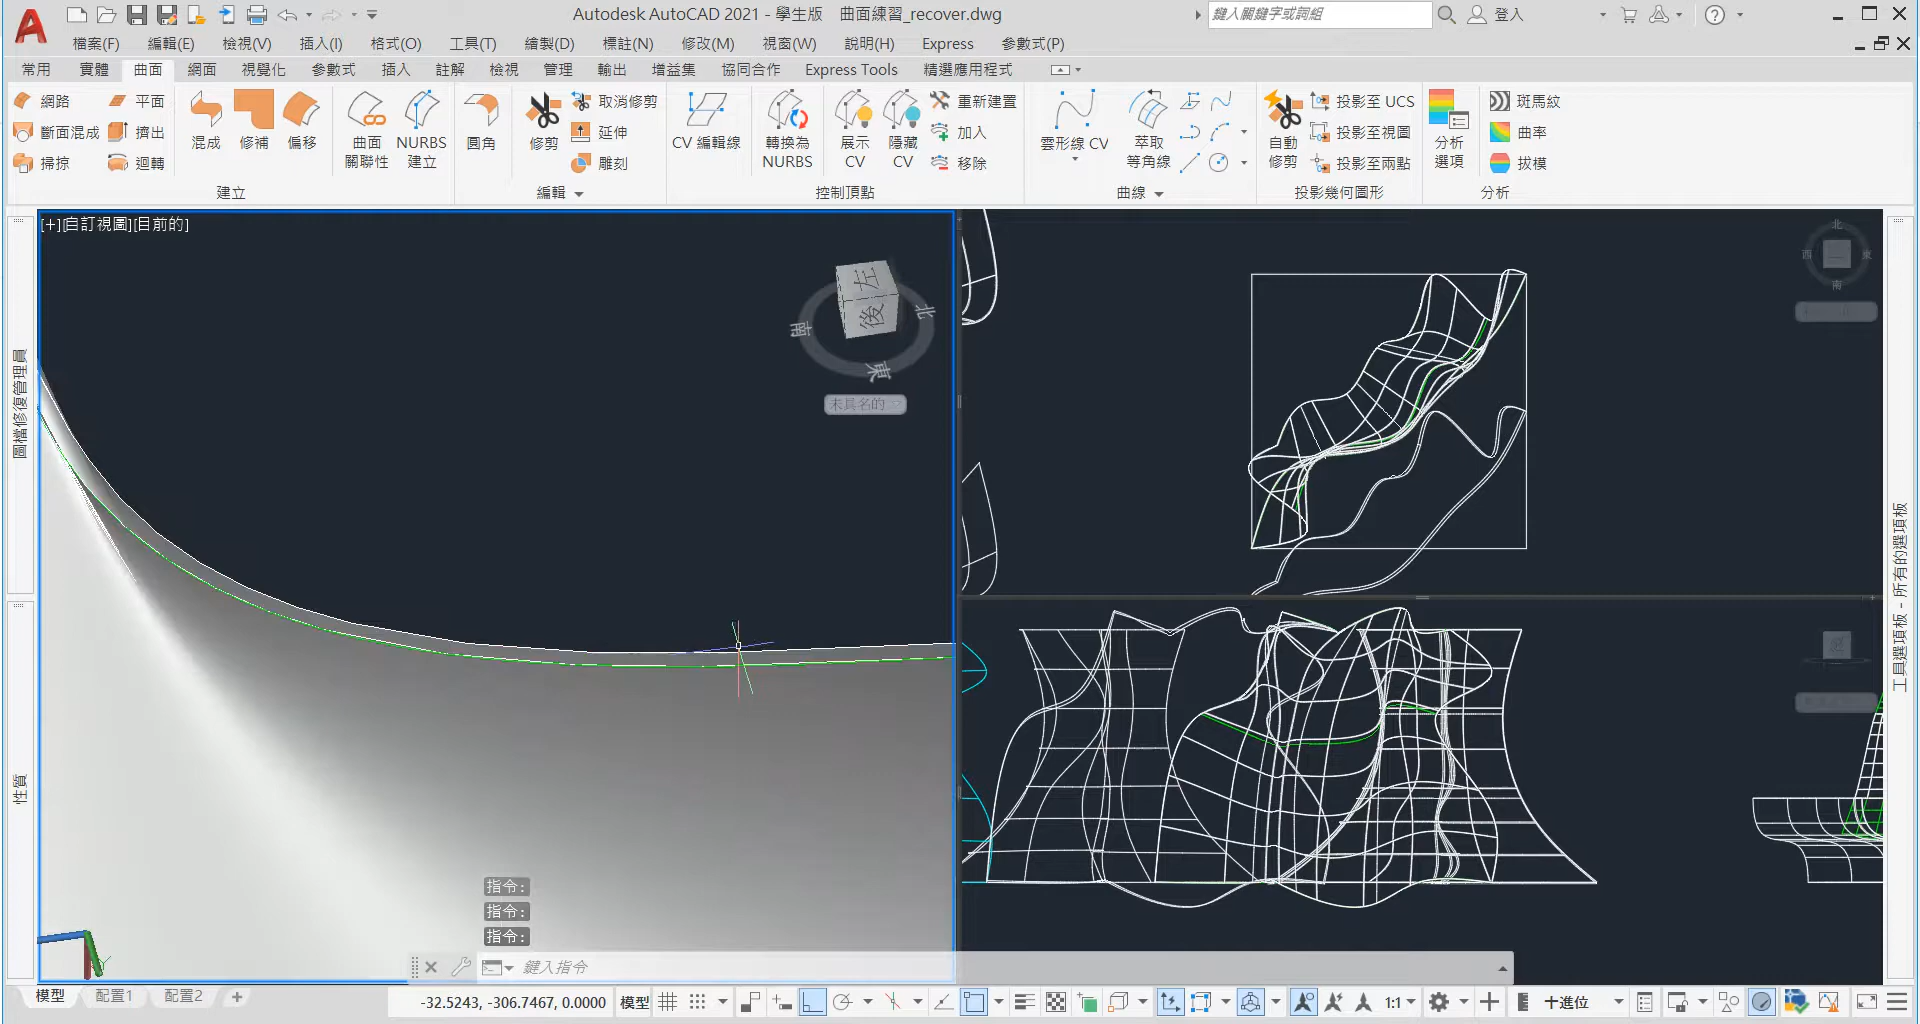 Autodesk AutoCAD 2021 - 學生版 曲面練習_recover.dwg
鍵入關鍵字或詞組
登入
檔案(F) 編輯(E) 檢視(V) 插入(I) 格式(O) 工具(T) 繪製(D) 標註(N) 修改(M) 視窗(W) 說明(H) Express 參數式(P)
常用 實體 曲面 網面 視覺化 參數式 插入 註解 檢視 管理 輸出 增益集 協同合作 Express Tools 精選應用程式
網路 平面
斷面混成 擠出
掃掠 迴轉
混成 修補 偏移
曲面
關聯性
NURBS
建立
圓角
修剪
取消修剪
延伸
雕刻
CV 編輯線
轉換為
NURBS
展示
CV
隱藏
CV
重新建置
加入
移除
雲形線 CV
萃取
等角線
自動
修剪
投影至 UCS
投影至視圖
投影至兩點
分析
選項
斑馬紋
曲率
拔模
建立 編輯 控制頂點 曲線 投影幾何圖形 分析
[+][自訂視圖][目前的]
左
後
南
北
東
未具名的
北
西
東
南
圖檔修復管理員
性質
工具選項板 - 所有的選項板
指令:
指令:
指令:
鍵入指令
模型 配置1 配置2
-32.5243, -306.7467, 0.0000 模型
1:1
十進位